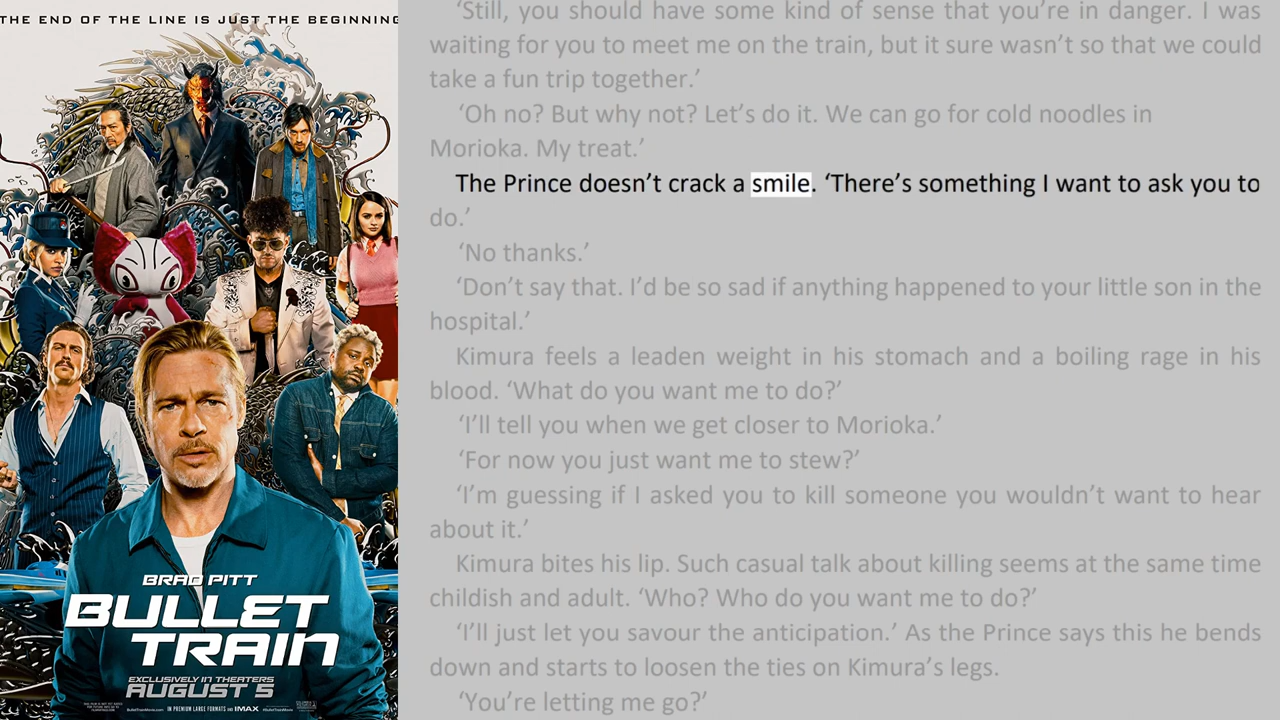 THE END OF THE LINE IS JUST THE BEGINNING
BRAD PITT
BULLET
TRAIN
EXCLUSIVELY IN THEATERS
AUGUST 5
IN PREMIUM LARGE FORMATS AND IMAX
‘Still, you should have some kind of sense that you’re in danger. I was
waiting for you to meet me on the train, but it sure wasn’t so that we could
take a fun trip together.’
‘Oh no? But why not? Let’s do it. We can go for cold noodles in
Morioka. My treat.’
The Prince doesn’t crack a smile. ‘There’s something I want to ask you to
do.’
‘No thanks.’
‘Don’t say that. I’d be so sad if anything happened to your little son in the
hospital.’
Kimura feels a leaden weight in his stomach and a boiling rage in his
blood. ‘What do you want me to do?’
‘I’ll tell you when we get closer to Morioka.’
‘For now you just want me to stew?’
‘I’m guessing if I asked you to kill someone you wouldn’t want to hear
about it.’
Kimura bites his lip. Such casual talk about killing seems at the same time
childish and adult. ‘Who? Who do you want me to do?’
‘I’ll just let you savour the anticipation.’ As the Prince says this he bends
down and starts to loosen the ties on Kimura’s legs.
‘You’re letting me go?’